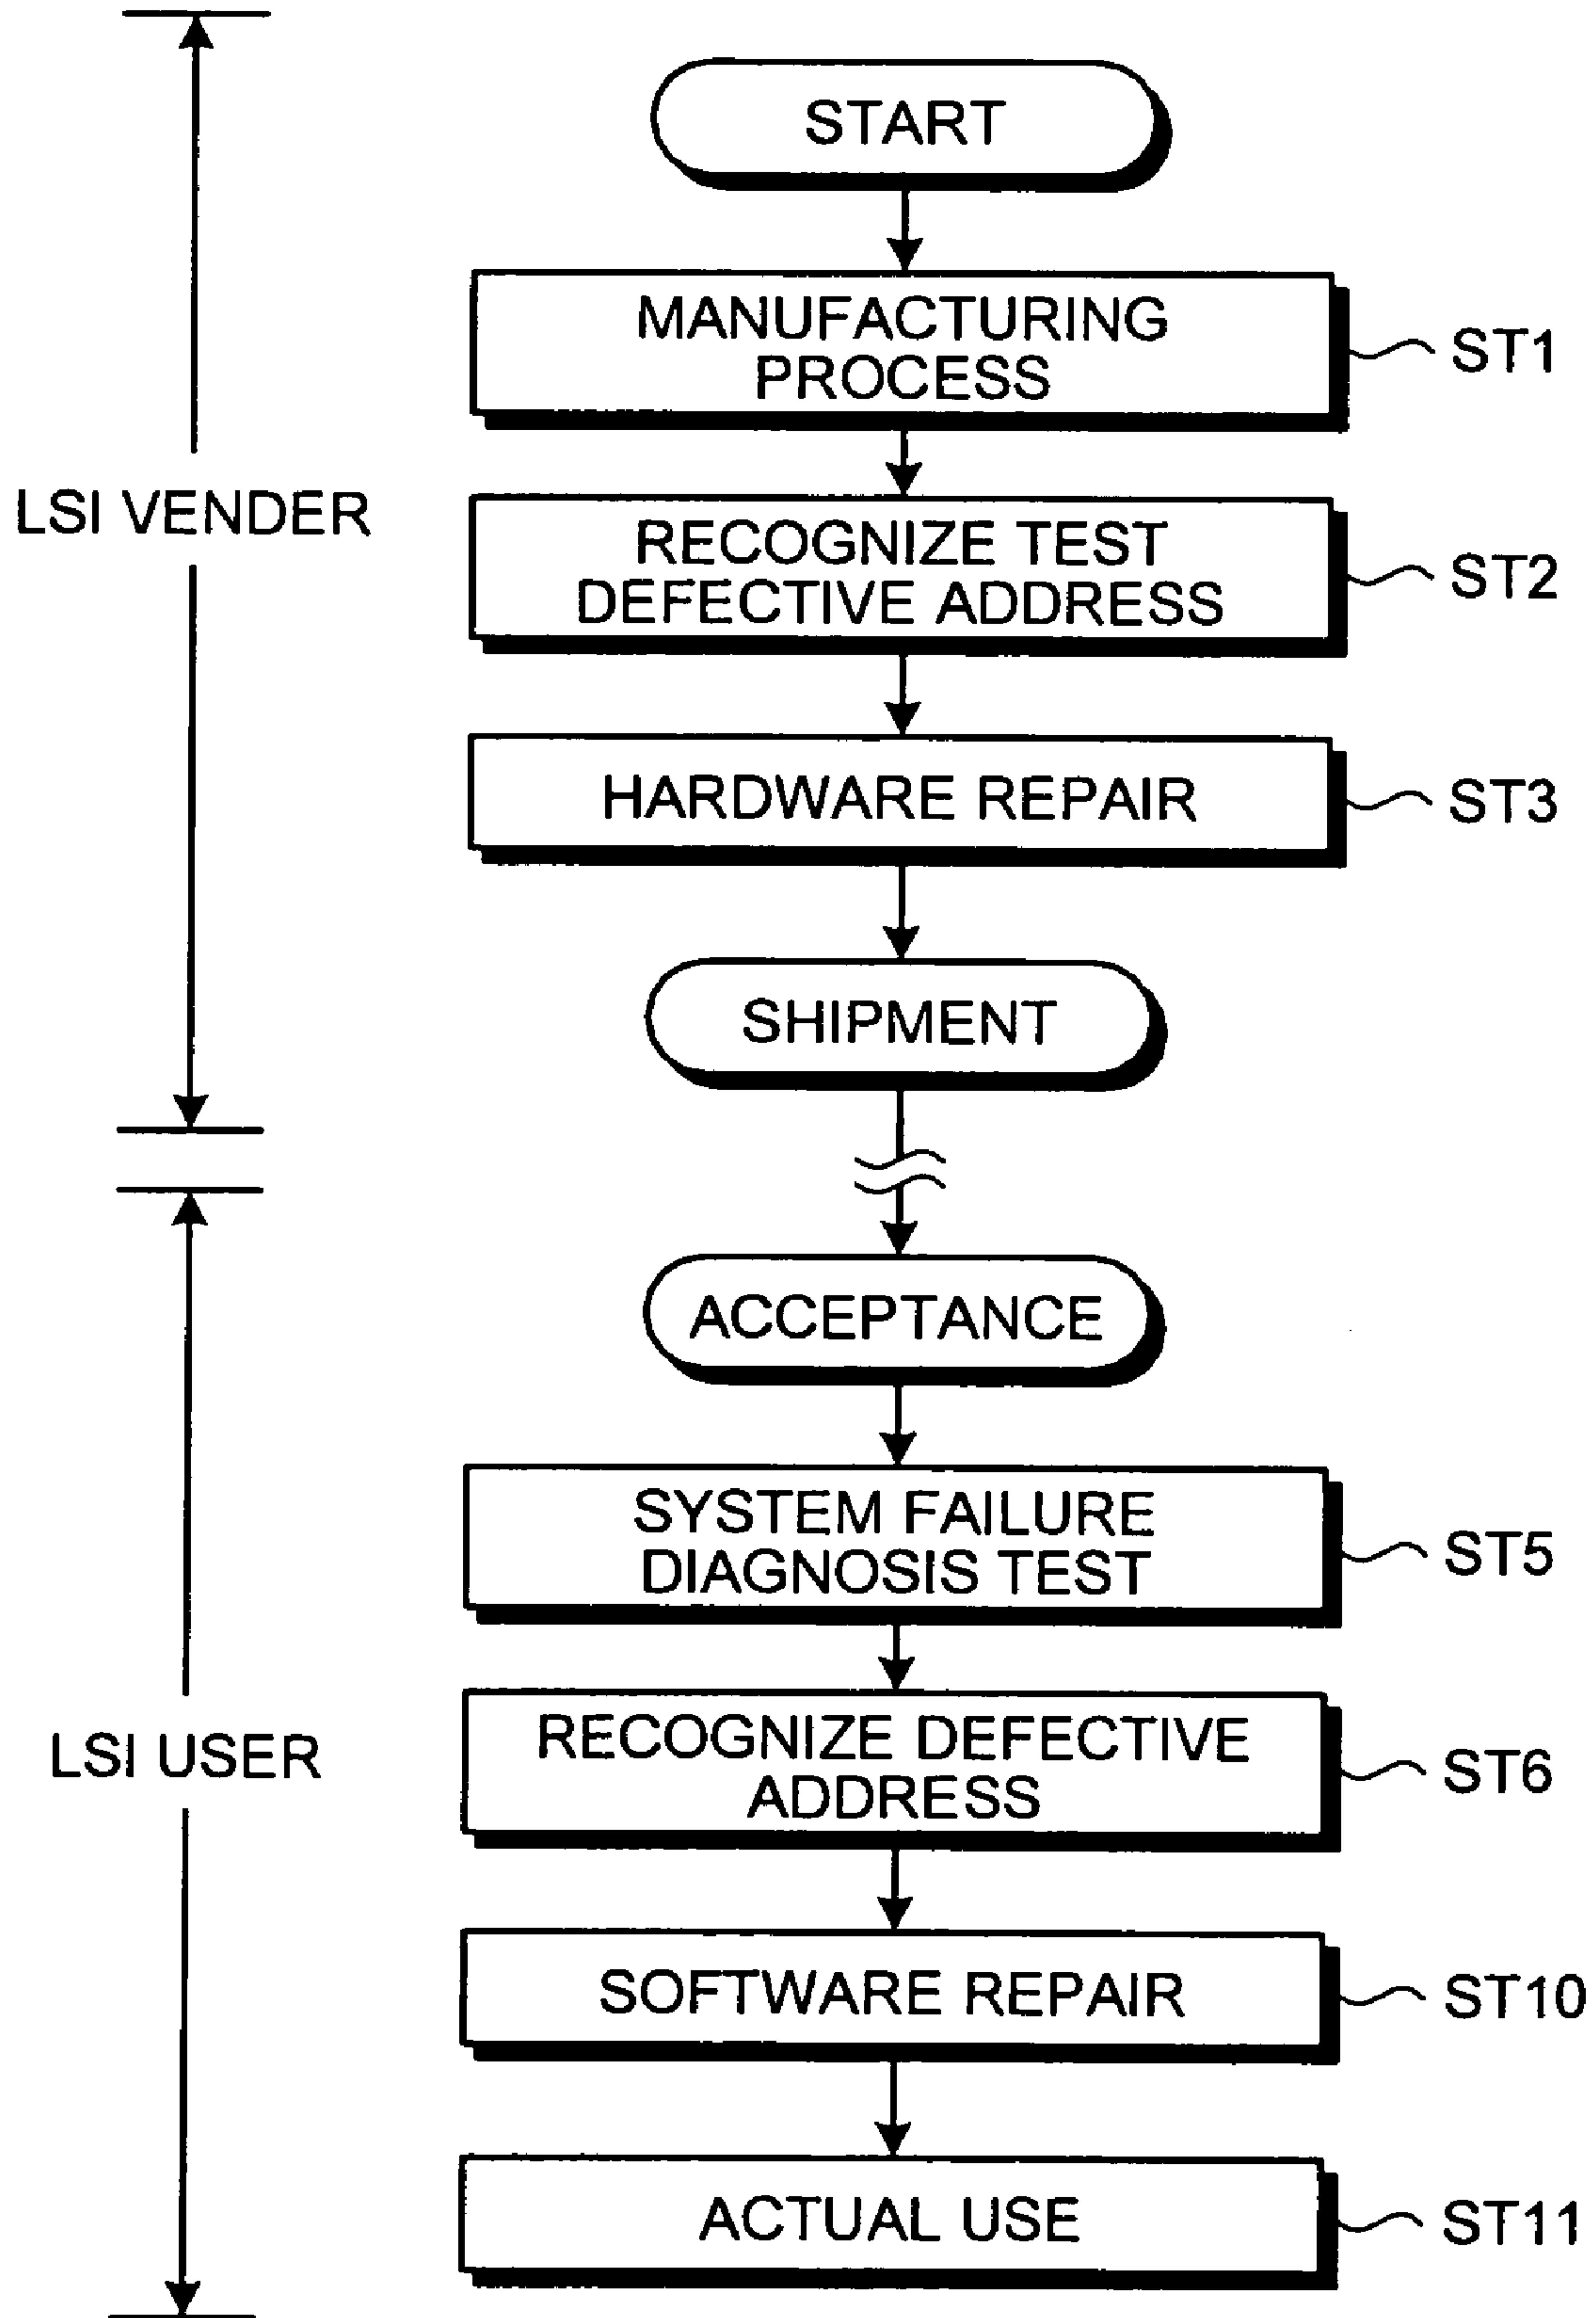 START
MANUFACTURING
PROCESS
ST1
LSI VENDER
RECOGNIZE TEST
DEFECTIVE ADDRESS
ST2
HARDWARE REPAIR
ST3
SHIPMENT
ACCEPTANCE
SYSTEM FAILURE
DIAGNOSIS TEST
ST5
LSI USER
RECOGNIZE DEFECTIVE
ADDRESS
ST6
SOFTWARE REPAIR
ST10
ACTUAL USE
ST11